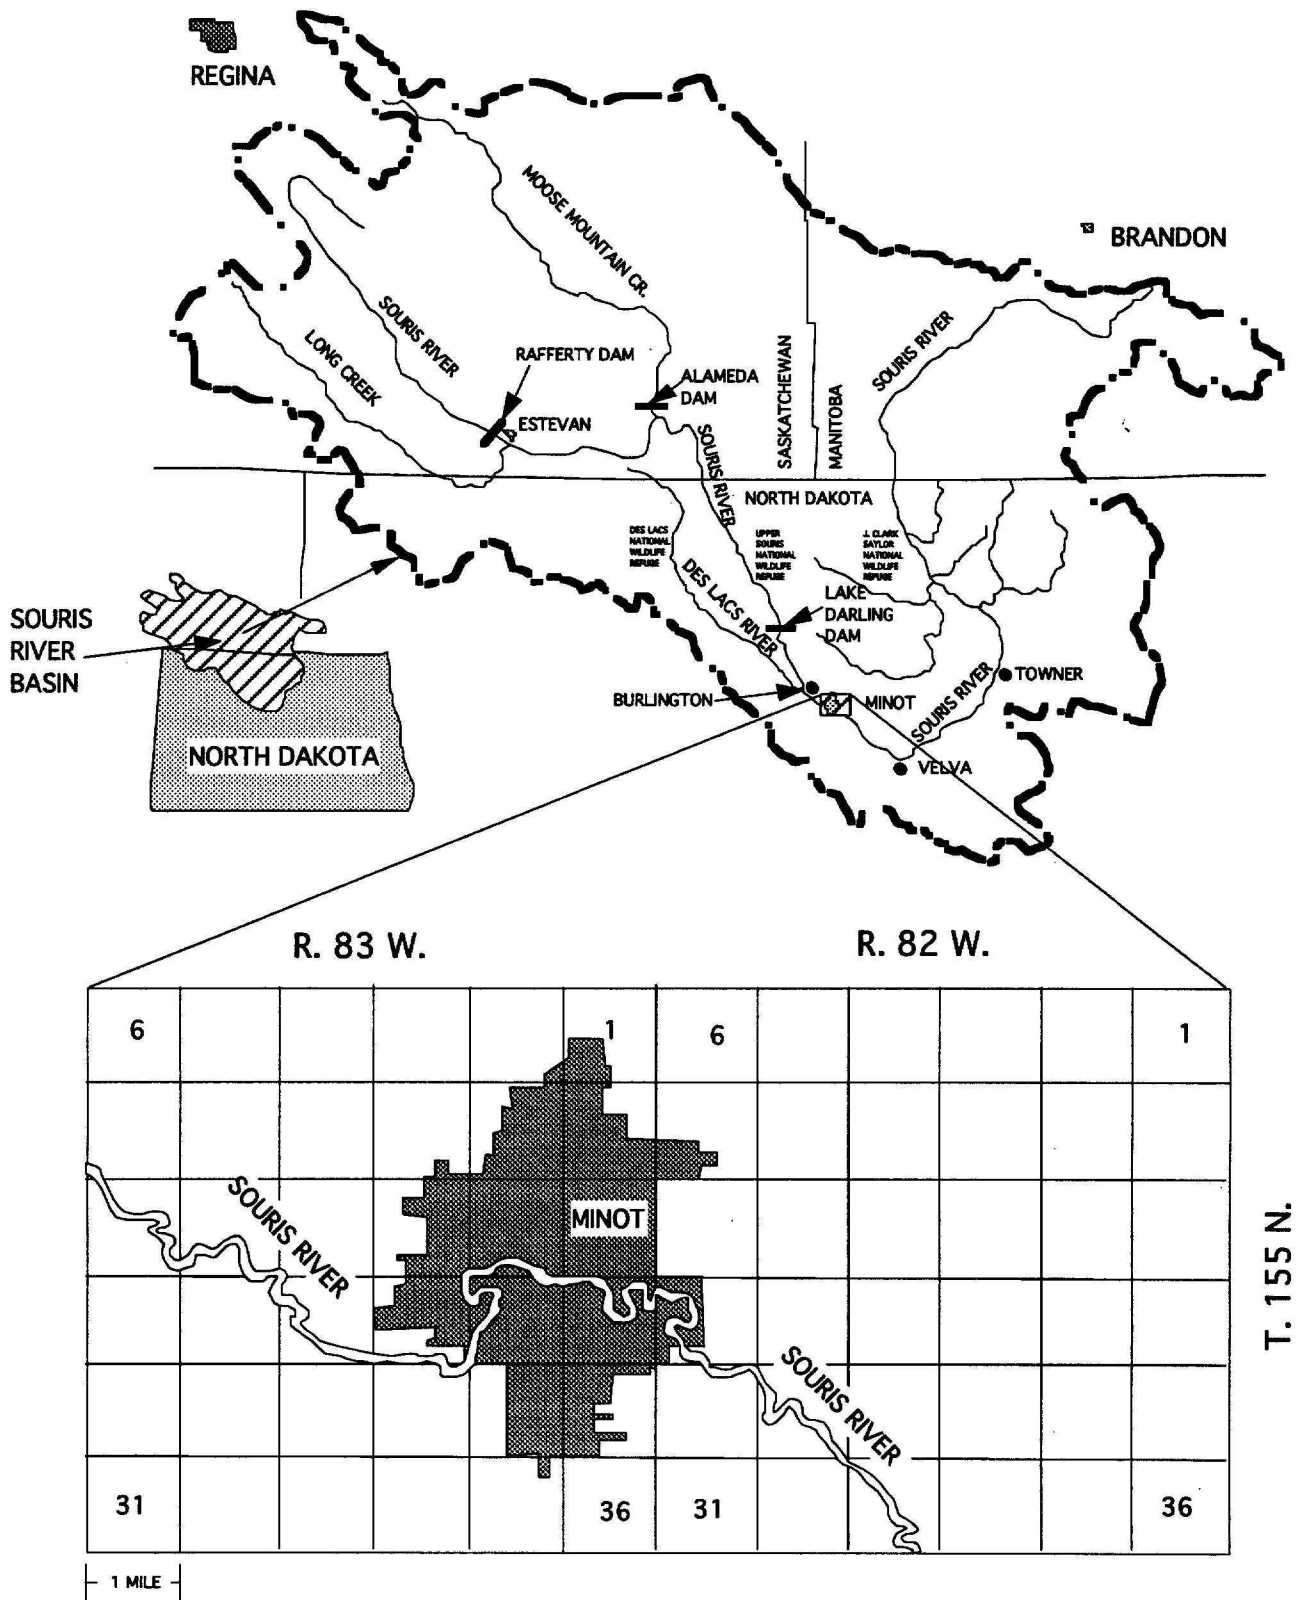 REGINA
BRANDON
MOOSE MOUNTAIN CR.
SOURIS RIVER
LONG CREEK
SOURIS RIVER
RAFFERTY DAM
ESTEVAN
ALAMEDA
DAM
SASKATCHEWAN
MANITOBA
SOURIS RIVER
NORTH DAKOTA
DES LACS
NATIONAL
WILDLIFE
REFUGE
UPPER
SOURIS
NATIONAL
WILDLIFE
REFUGE
J. CLARK
SAYLOR
NATIONAL
WILDLIFE
REFUGE
DES LACS RIVER
LAKE
DARLING
DAM
SOURIS
RIVER
BASIN
NORTH DAKOTA
BURLINGTON
MINOT
SOURIS RIVER
TOWNER
VELVA
R. 83 W.
R. 82 W.
6
1
6
1
SOURIS RIVER
MINOT
T. 155 N.
SOURIS RIVER
31
36
31
36
1 MILE